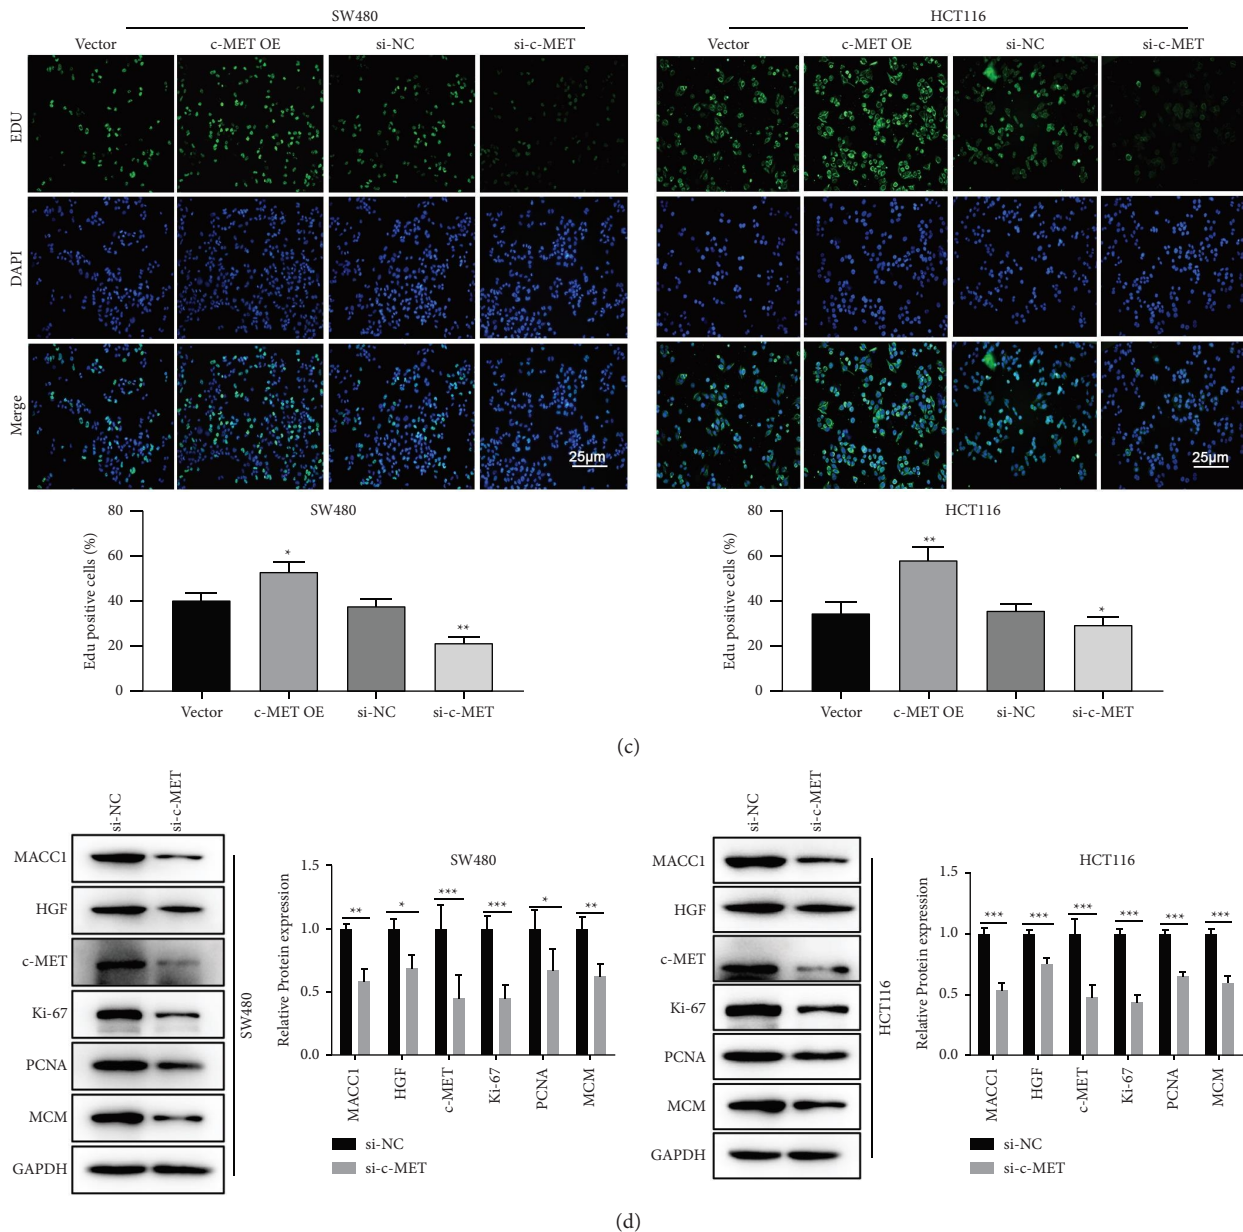 SW480
Vector c-MET OE si-NC si-c-MET
EDU
DAPI
Merge
25µm
HCT116
Vector c-MET OE si-NC si-c-MET
25µm
SW480
Edu positive cells (%)
80
60
40
20
0
* **
Vector c-MET OE si-NC si-c-MET
HCT116
Edu positive cells (%)
80
60
40
20
0
** *
Vector c-MET OE si-NC si-c-MET
(c)
si-NC si-c-MET
MACC1
HGF
c-MET
Ki-67
PCNA
MCM
GAPDH
SW480
SW480
Relative Protein expression
1.5
1.0
0.5
0.0
** * *** *** * **
MACC1 HGF c-MET Ki-67 PCNA MCM
si-NC
si-c-MET
si-NC si-c-MET
MACC1
HGF
c-MET
Ki-67
PCNA
MCM
GAPDH
HCT116
HCT116
Relative Protein expression
1.5
1.0
0.5
0.0
*** *** *** *** *** ***
MACC1 HGF c-MET Ki-67 PCNA MCM
si-NC
si-c-MET
(d)